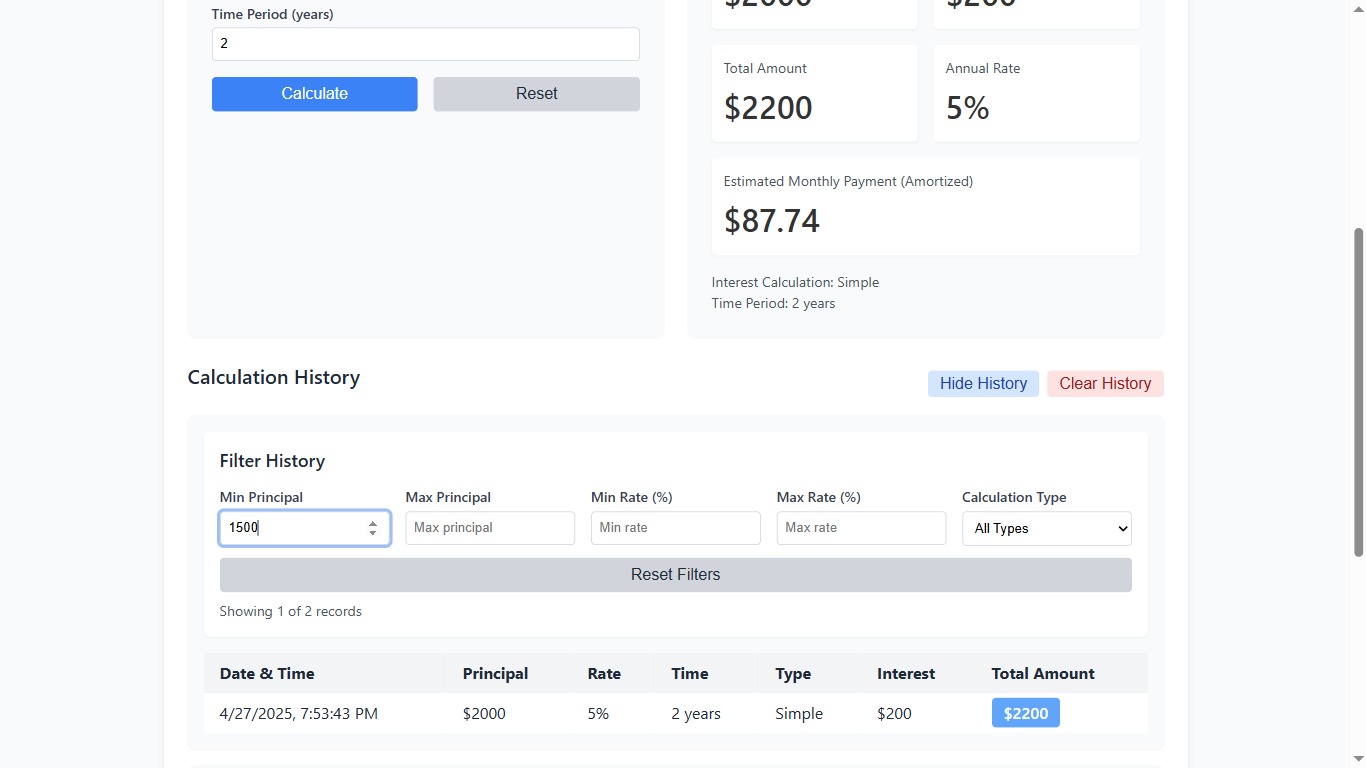 Time Period (years)
2
Calculate
Reset
$2000
$200
Total Amount
$2200
Annual Rate
5%
Estimated Monthly Payment (Amortized)
$87.74
Interest Calculation: Simple
Time Period: 2 years
Calculation History
Hide History
Clear History
Filter History
Min Principal
Max Principal
Min Rate (%)
Max Rate (%)
Calculation Type
1500
Max principal
Min rate
Max rate
All Types
Reset Filters
Showing 1 of 2 records
Date & Time Principal Rate Time Type Interest Total Amount
4/27/2025, 7:53:43 PM $2000 5% 2 years Simple $200 $2200